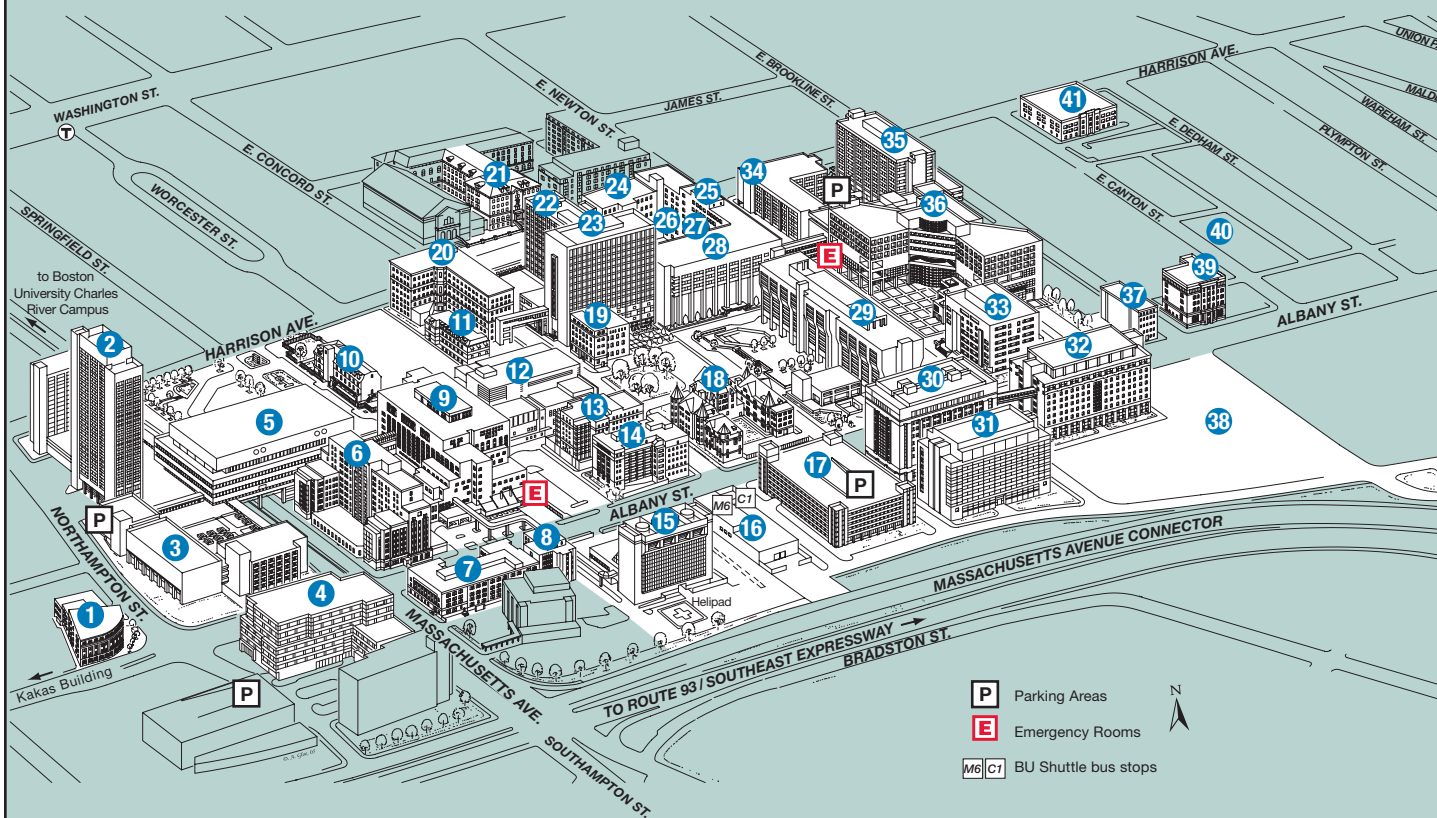 HARRISON AVE.
UNION P
MALD
WAREHAM ST.
PLYMPTON ST.
E. DEDHAM ST.
E. CANTON ST.
E. BROOKLINE ST.
JAMES ST.
E. NEWTON ST.
WASHINGTON ST.
T
E. CONCORD ST.
WORCESTER ST.
SPRINGFIELD ST.
to Boston
University Charles
River Campus
HARRISON AVE.
41
35
34
P
36
25
24
21
22
23
26
27
28
E
40
39
37
ALBANY ST.
20
19
29
33
32
11
10
2
12
18
30
9
13
14
31
38
5
6
17
P
E
ALBANY ST.
M6 C1
15
16
P
NORTHAMPTON ST.
3
8
7
MASSACHUSETTS AVENUE CONNECTOR
Helipad
1
4
Kakas Building
P
MASSACHUSETTS AVE.
TO ROUTE 93 / SOUTHEAST EXPRESSWAY
BRADSTON ST.
SOUTHAMPTON ST.
P Parking Areas
N
E Emergency Rooms
M6 C1 BU Shuttle bus stops